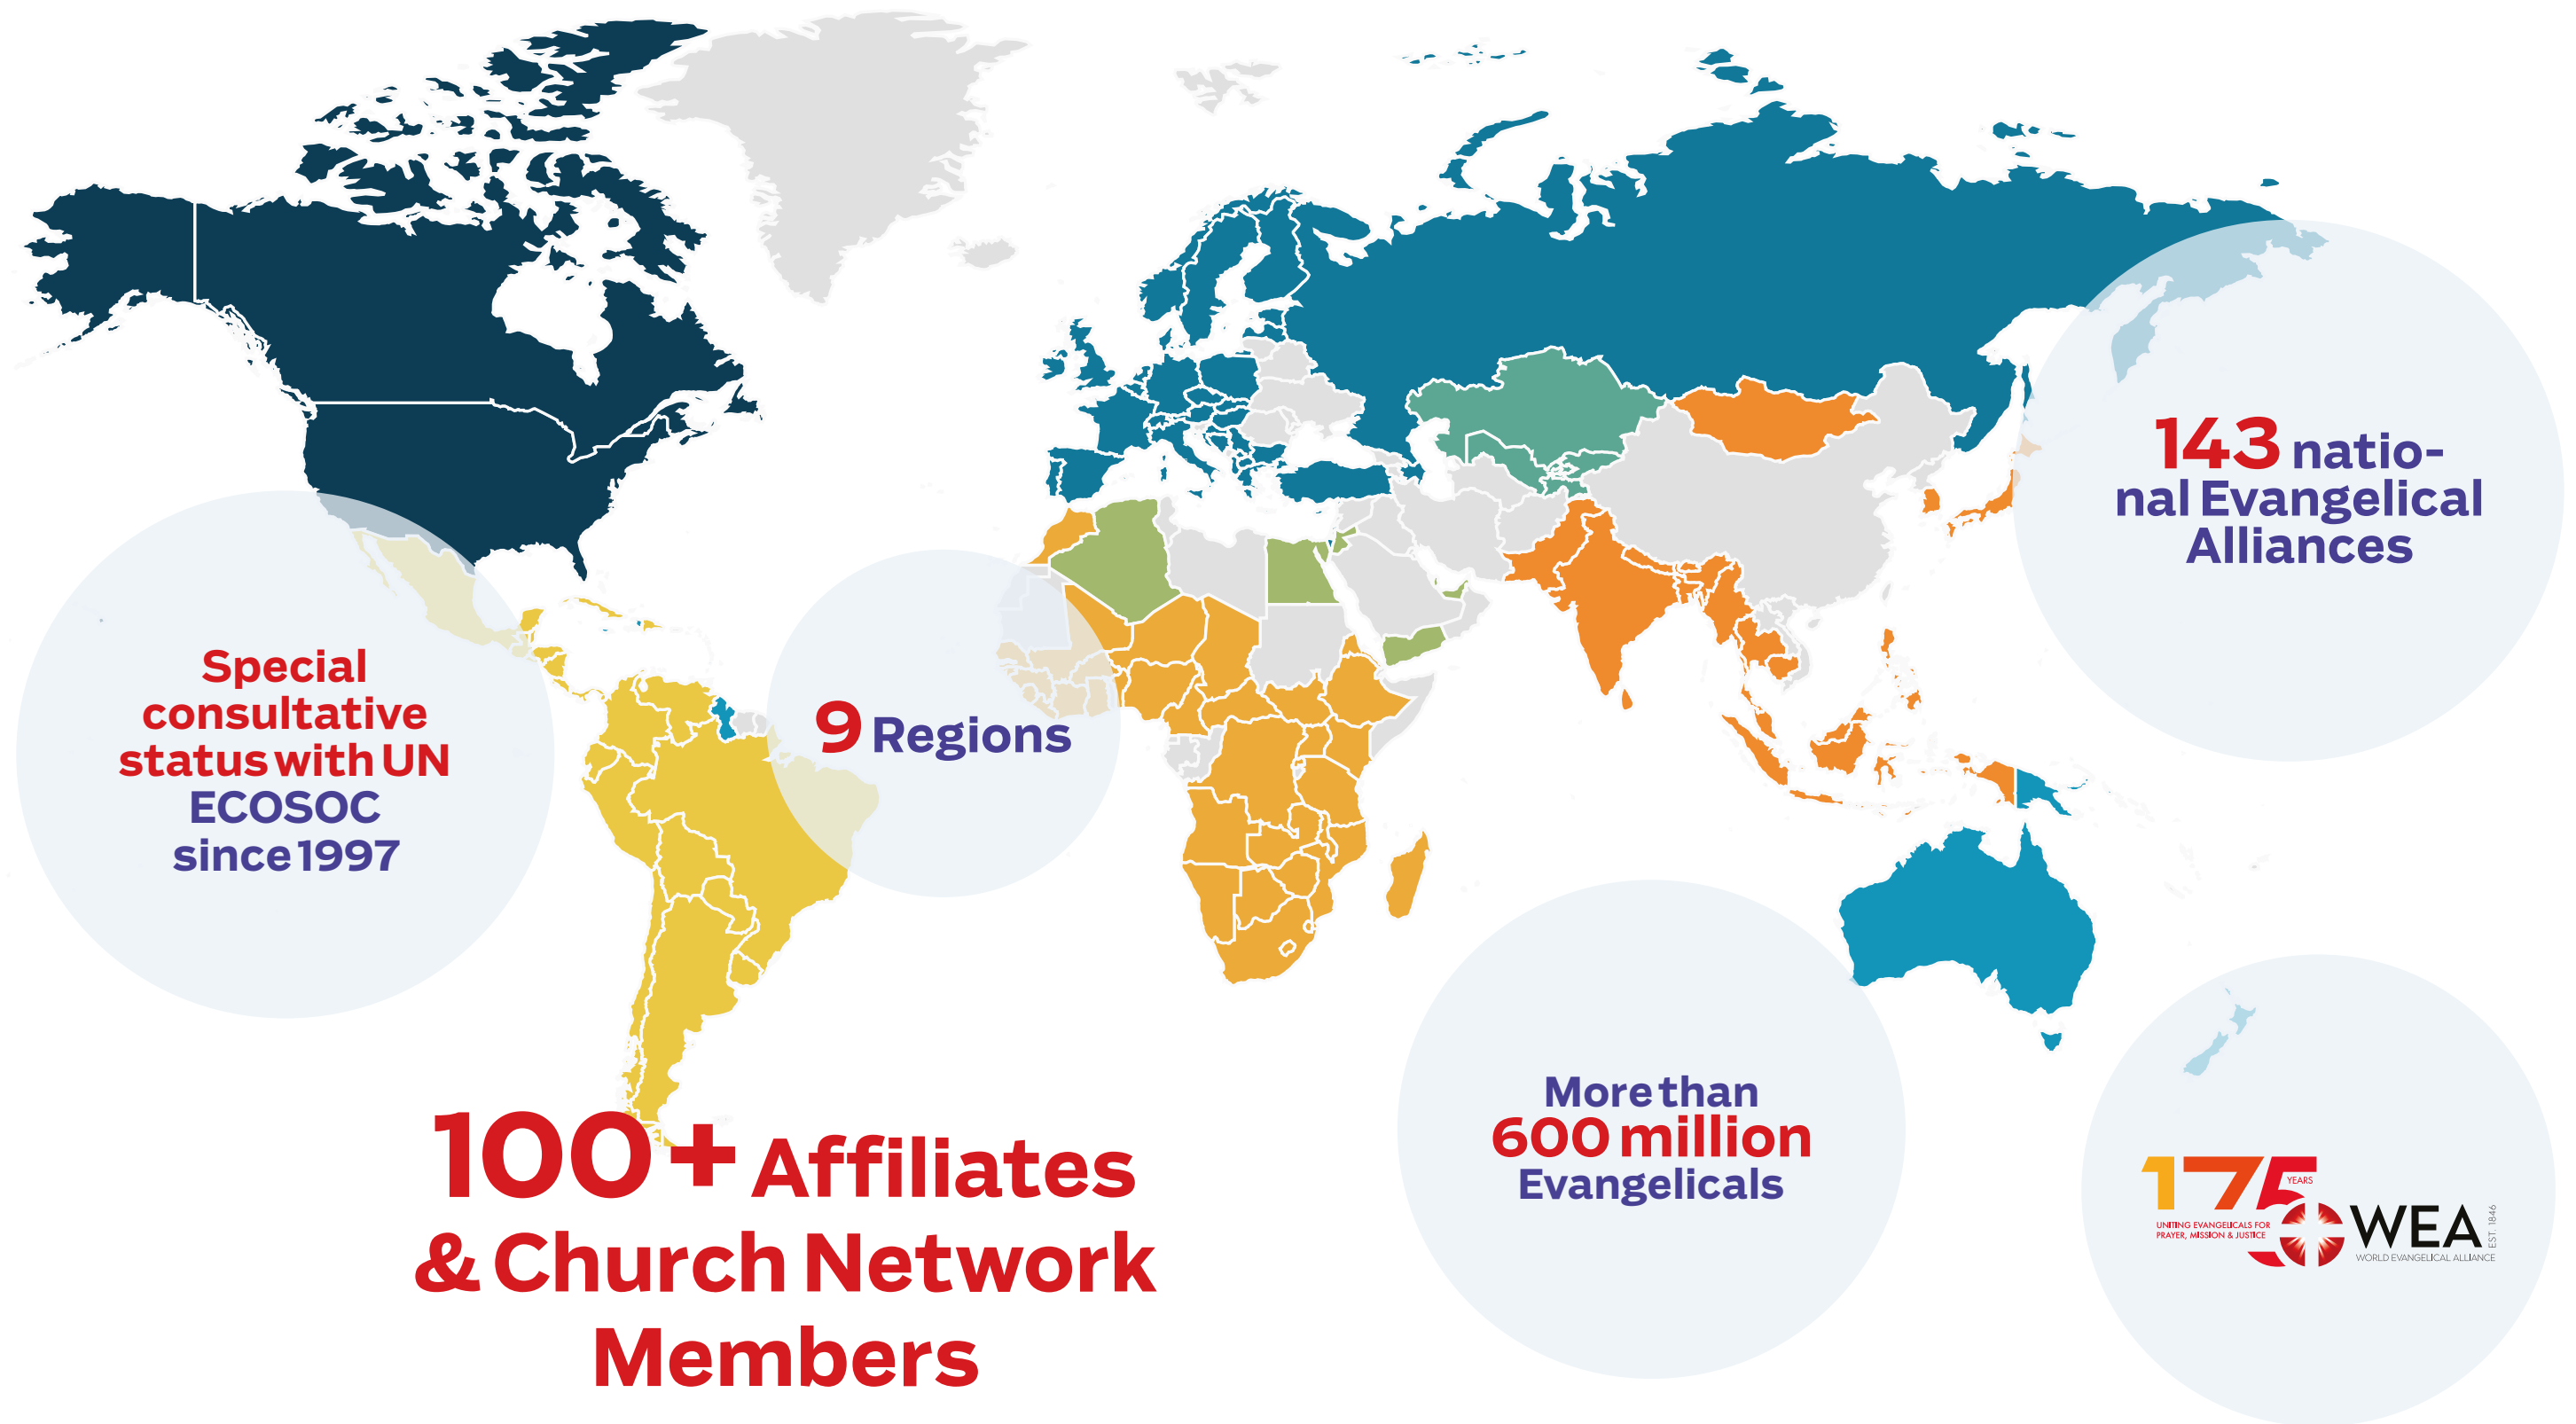 143 natio-
nal Evangelical
Alliances
Special
consultative
status with UN
ECOSOC
since 1997
9 Regions
More than
600 million
Evangelicals
100+ Affiliates
& Church Network
Members
175
YEARS
UNITING EVANGELICALS FOR
PRAYER, MISSION & JUSTICE
WEA
WORLD EVANGELICAL ALLIANCE
EST. 1846